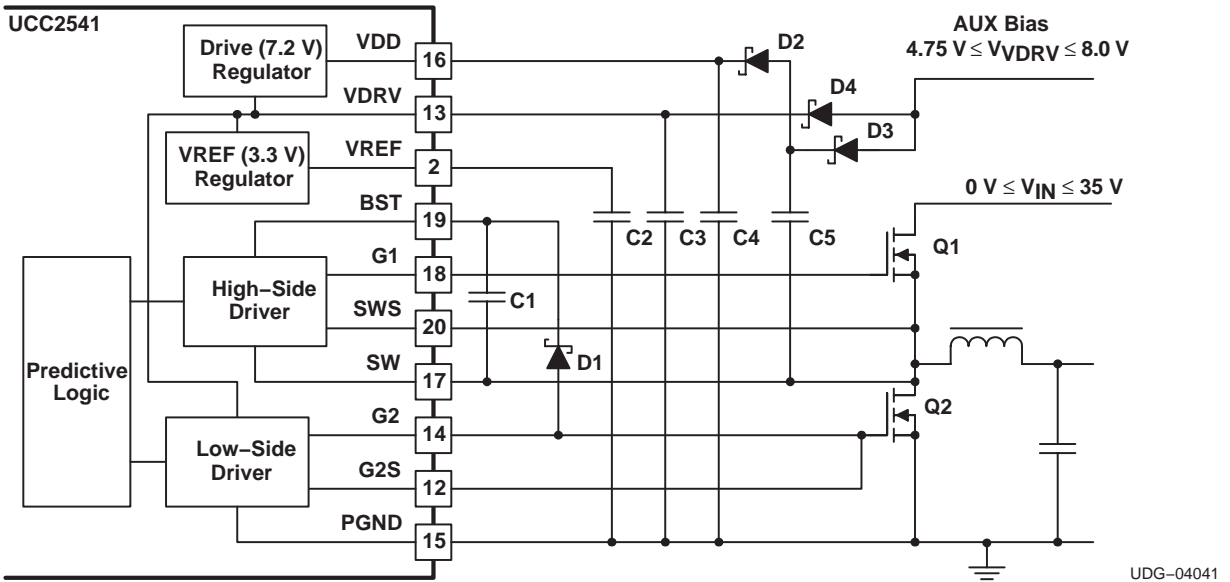 UCC2541
Drive (7.2 V)
Regulator
VDD
16
D2
AUX Bias
4.75 V ≤ VVDRV ≤ 8.0 V
VDRV
13
D4
D3
VREF (3.3 V)
Regulator
VREF
2
0 V ≤ VIN ≤ 35 V
BST
19
C2
C3
C4
C5
Q1
G1
18
High–Side
Driver
C1
SWS
20
Predictive
Logic
SW
17
D1
Q2
G2
14
Low–Side
Driver
G2S
12
PGND
15
UDG–04041